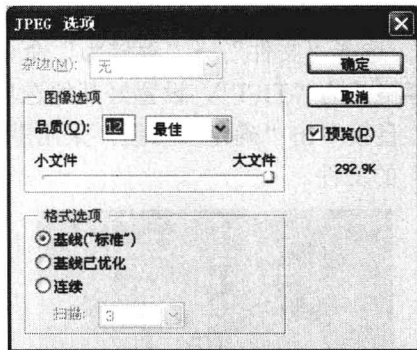 JPEG 选项
杂边(M): 无
确定
图像选项
取消
品质(O): 12 最佳
预览(P)
小文件 大文件
292.9K
格式选项
基线("标准")
基线已优化
连续
扫描: 3